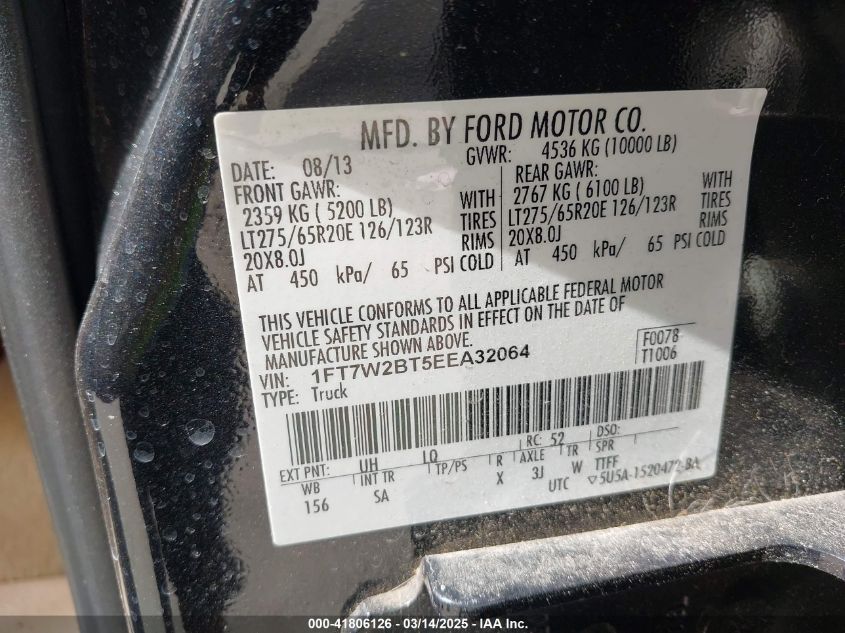 MFD. BY FORD MOTOR CO.
DATE: 08/13 GVWR: 4536 KG (10000 LB)
FRONT GAWR: REAR GAWR:
2359 KG ( 5200 LB) WITH 2767 KG ( 6100 LB) WITH
LT275/65R20E 126/123R TIRES LT275/65R20E 126/123R TIRES
20X8.0J RIMS 20X8.0J RIMS
AT 450 kPa/ 65 PSI COLD AT 450 kPa/ 65 PSI COLD
THIS VEHICLE CONFORMS TO ALL APPLICABLE FEDERAL MOTOR
VEHICLE SAFETY STANDARDS IN EFFECT ON THE DATE OF
MANUFACTURE SHOWN ABOVE.
VIN: 1FT7W2BT5EEA32064 F0078
TYPE: Truck T1006
EXT PNT: UH LO RC: 52 DSO:
WB INT TR TP/PS R AXLE TR SPR
156 SA X 3J W TTFF
UTC ▽5U5A-1520472-BA
000-41806126 - 03/14/2025 - IAA Inc.